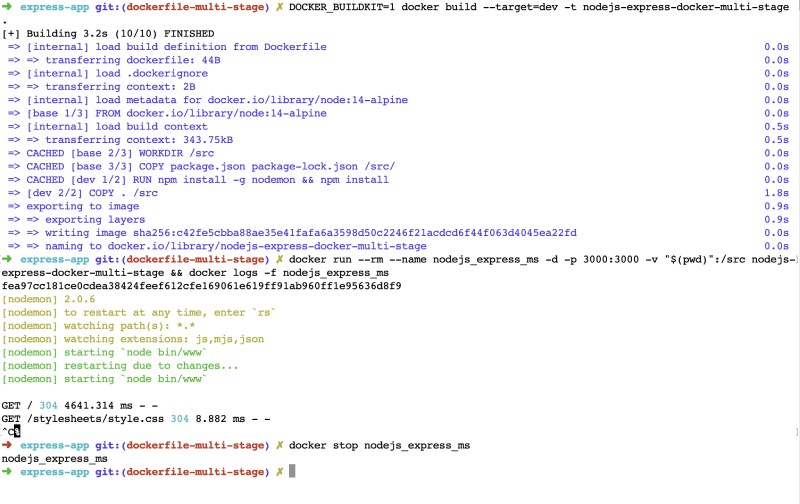 ➜ express-app git:(dockerfile-multi-stage) ✗ DOCKER_BUILDKIT=1 docker build --target=dev -t nodejs-express-docker-multi-stage
.
[+] Building 3.2s (10/10) FINISHED
=> [internal] load build definition from Dockerfile 0.0s
=> => transferring dockerfile: 44B 0.0s
=> [internal] load .dockerignore 0.0s
=> => transferring context: 2B 0.0s
=> [internal] load metadata for docker.io/library/node:14-alpine 0.0s
=> [base 1/3] FROM docker.io/library/node:14-alpine 0.0s
=> [internal] load build context 0.5s
=> => transferring context: 343.75kB 0.5s
=> CACHED [base 2/3] WORKDIR /src 0.0s
=> CACHED [base 3/3] COPY package.json package-lock.json /src/ 0.0s
=> CACHED [dev 1/2] RUN npm install -g nodemon && npm install 0.0s
=> [dev 2/2] COPY . /src 1.8s
=> exporting to image 0.9s
=> => exporting layers 0.9s
=> => writing image sha256:c42fe5cbba88ae35e41fafa6a3598d50c2246f21acdcd6f44f063d4045ea22fd 0.0s
=> => naming to docker.io/library/nodejs-express-docker-multi-stage 0.0s
➜ express-app git:(dockerfile-multi-stage) ✗ docker run --rm --name nodejs_express_ms -d -p 3000:3000 -v "$(pwd)":/src nodejs-
express-docker-multi-stage && docker logs -f nodejs_express_ms
fea97cc181ce0cdea38424feef612cfe169061e619ff91ab960ff1e95636d8f9
[nodemon] 2.0.6
[nodemon] to restart at any time, enter `rs`
[nodemon] watching path(s): *.*
[nodemon] watching extensions: js,mjs,json
[nodemon] starting `node bin/www`
[nodemon] restarting due to changes...
[nodemon] starting `node bin/www`
GET / 304 4641.314 ms - -
GET /stylesheets/style.css 304 8.882 ms - -
^C%
➜ express-app git:(dockerfile-multi-stage) ✗ docker stop nodejs_express_ms
nodejs_express_ms
➜ express-app git:(dockerfile-multi-stage) ✗